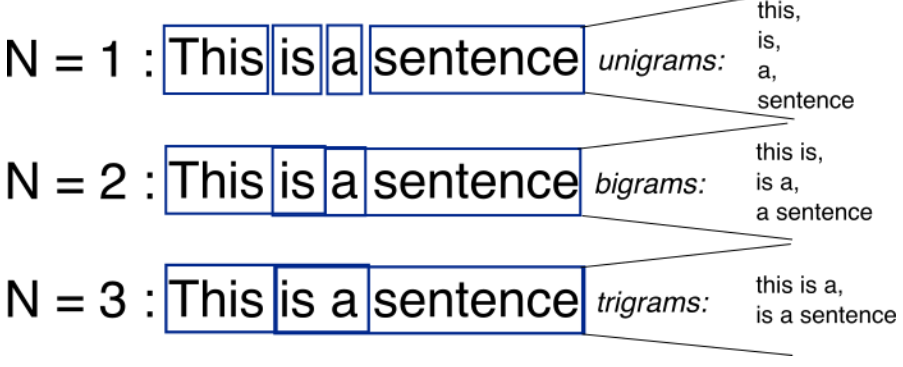 N = 1 : This is a sentence unigrams:
this,
is,
a,
sentence
N = 2 : This is a sentence bigrams:
this is,
is a,
a sentence
N = 3 : This is a sentence trigrams:
this is a,
is a sentence